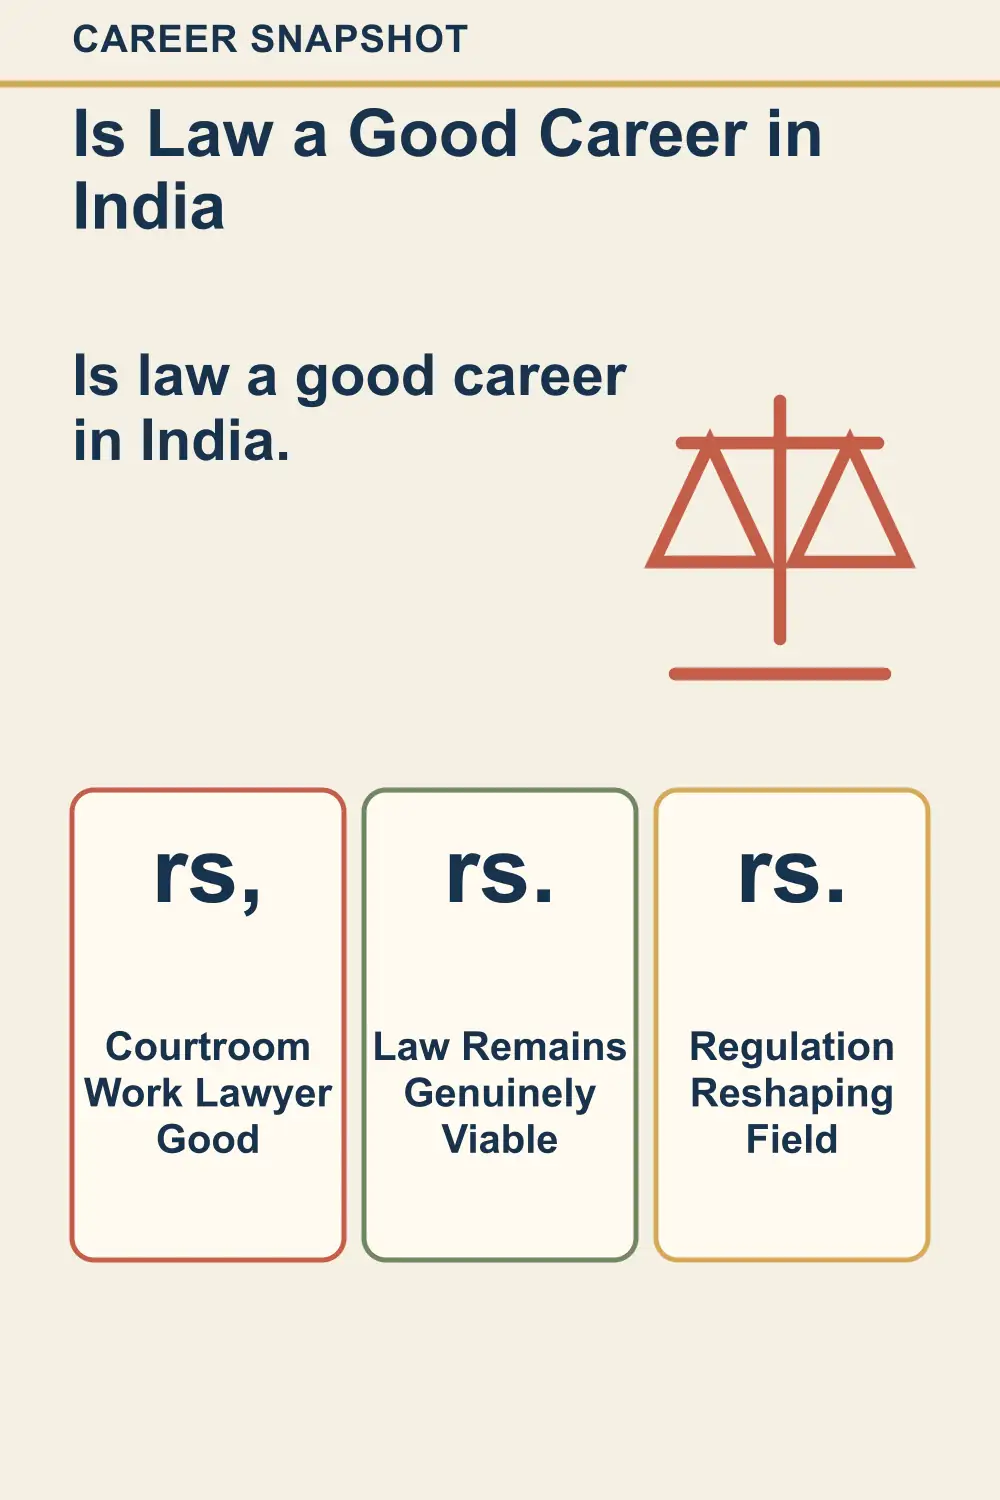 CAREER SNAPSHOT
Is Law a Good Career in
India
Is law a good career
in India.
rs,
rs.
rs.
Courtroom
Work Lawyer
Good
Law Remains
Genuinely
Viable
Regulation
Reshaping
Field